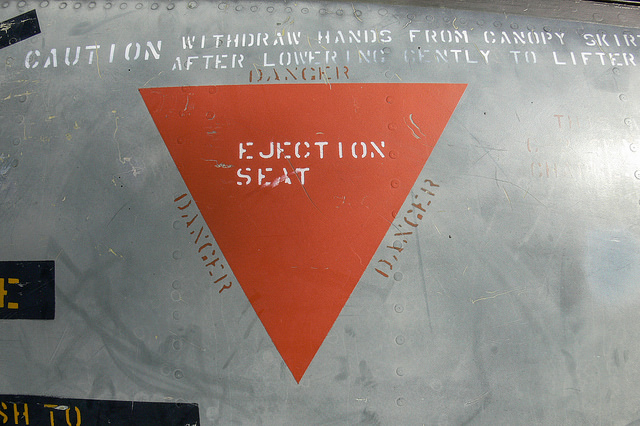 CAUTION WITHDRAW HANDS FROM CANOPY SKIRT
AFTER LOWERING GENTLY TO LIFTER
DANGER
EJECTION
SEAT
DANGER
DANGER
E
SH TO